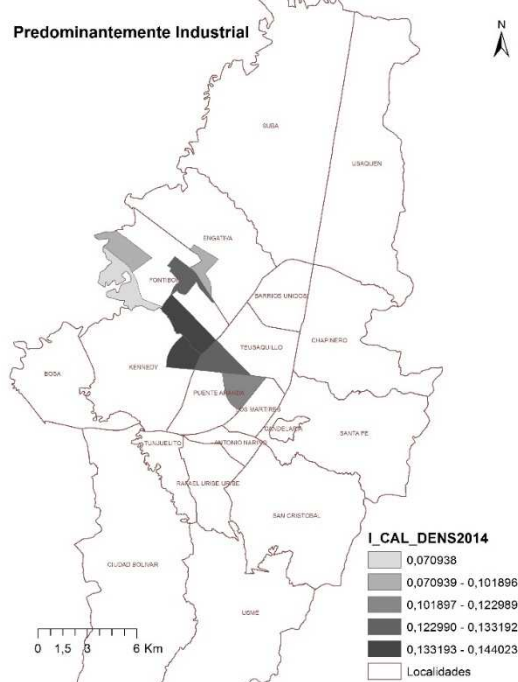 Predominantemente Industrial
N
SUBA
USAQUEN
ENGATIVA
FONTIBON
BARRIOS UNIDOS
TEUSAQUILLO
CHAPINERO
BOSA
KENNEDY
PUENTE ARANDA
LOS MARTIRES
CANDELARIA
SANTA FE
TUNJUELITO
ANTONIO NARIÑO
RAFAEL URIBE URIBE
SAN CRISTOBAL
CIUDAD BOLIVAR
USME
I_CAL_DENS2014
0,070938
0,070939 - 0,101896
0,101897 - 0,122989
0,122990 - 0,133192
0,133193 - 0,144023
Localidades
0 1,5 3 6 Km